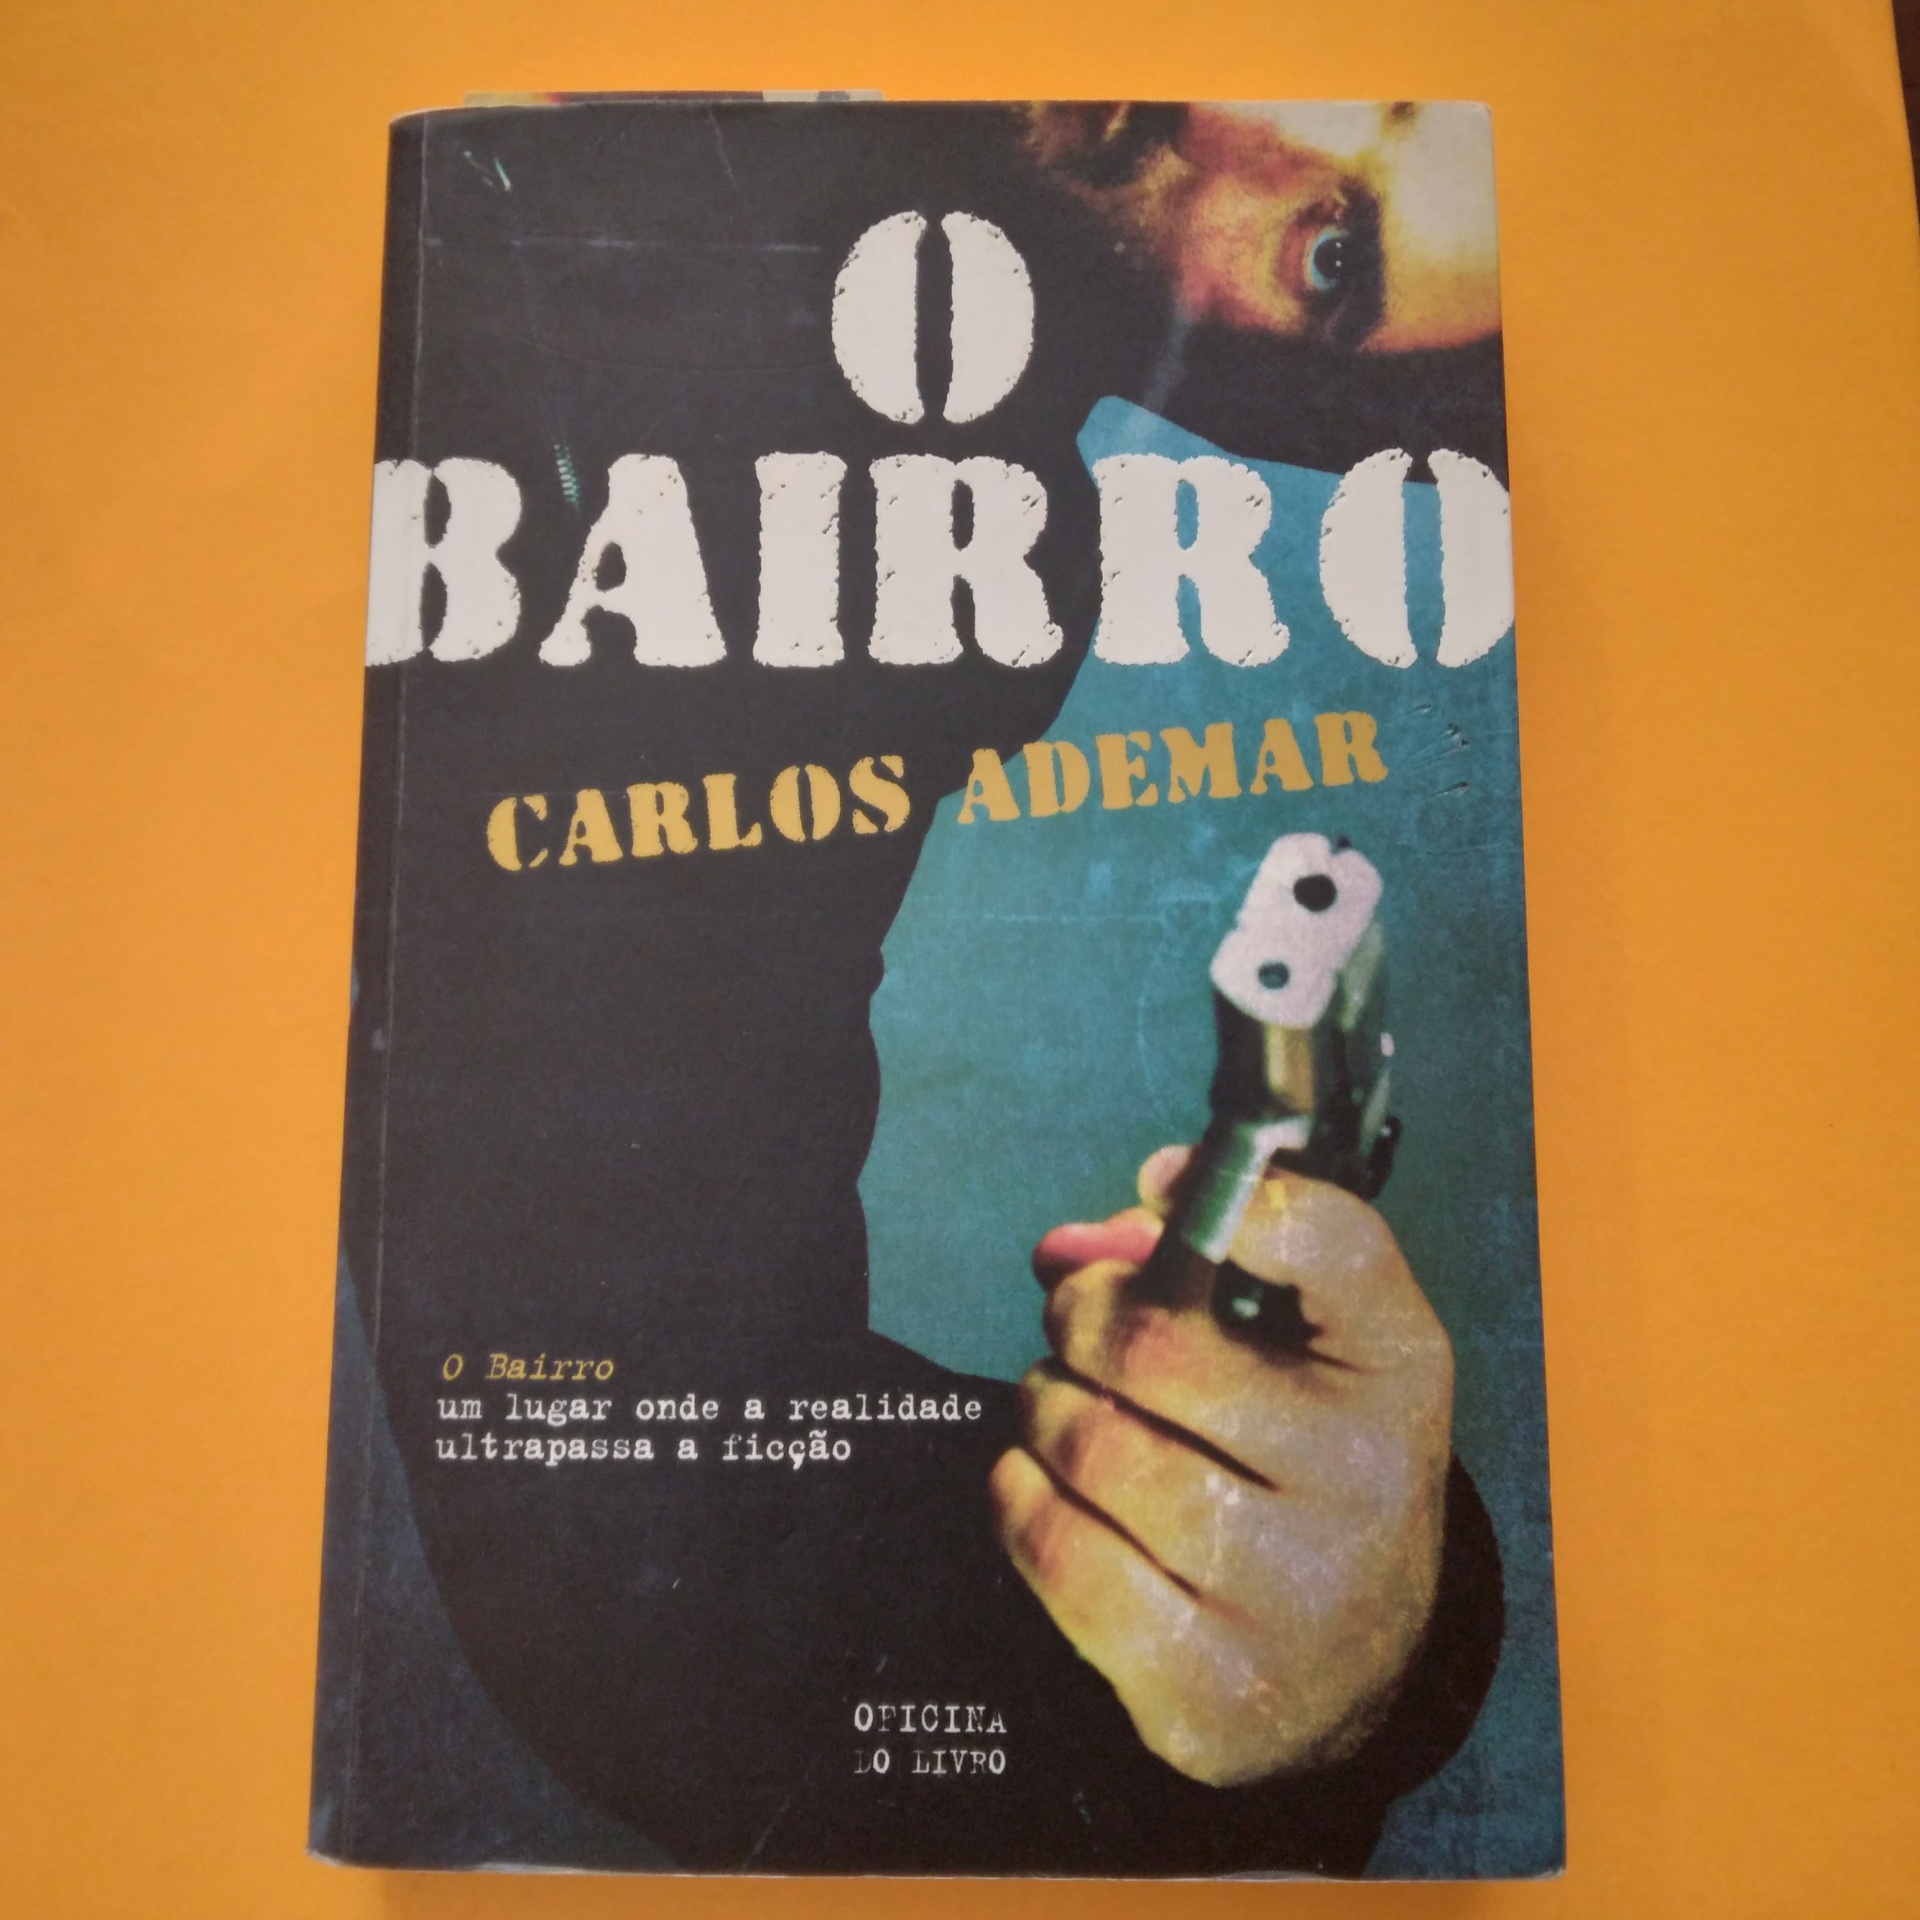 O
BAIRRO
CARLOS ADEMAR
O Bairro
um lugar onde a realidade
ultrapassa a ficção
OFICINA
DO LIVRO